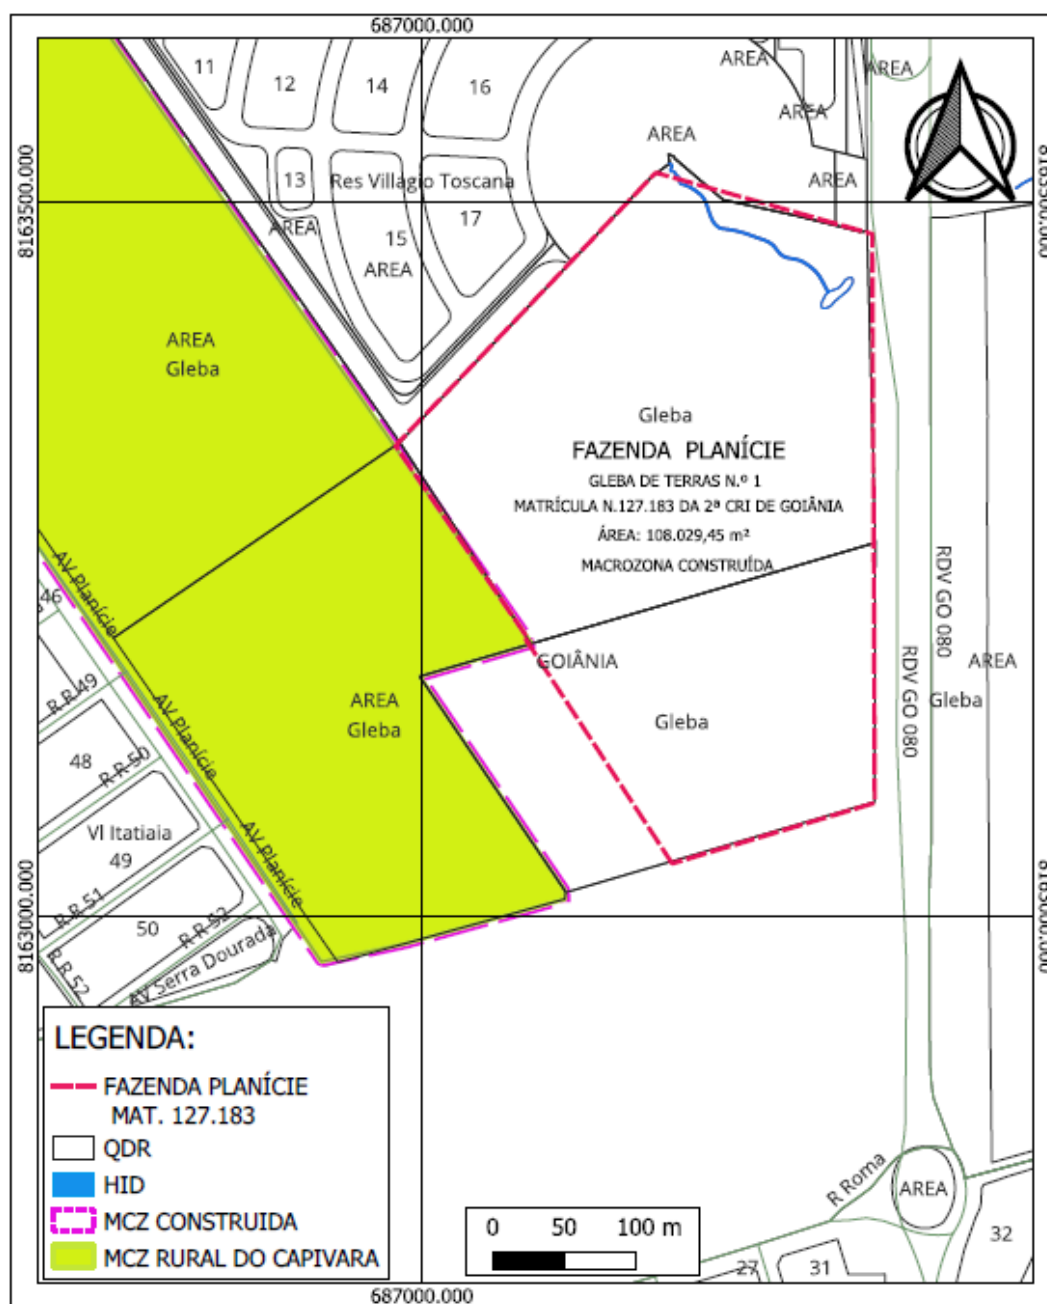 687000.000
11
12
14
16
AREA
AREA
AREA
AREA
AREA
13
Res Villagio Toscana
8163500.000
8163500.000
AREA
15
AREA
17
AREA
Gleba
Gleba
FAZENDA PLANÍCIE
GLEBA DE TERRAS N.º 1
MATRÍCULA N.127.183 DA 2ª CRI DE GOIÂNIA
ÁREA: 108.029,45 m²
MACROZONA CONSTRUÍDA
RDV GO 080
RDV GO 080
AV Planície
46
GOIÂNIA
AREA
Gleba
R R 49
AV Planície
AREA
Gleba
Gleba
48
R R 50
Vl Itatiaia
49
AV Planície
R R 51
50
R R 52
R R 52
AV Serra Dourada
8163000.000
8163000.000
LEGENDA:
FAZENDA PLANÍCIE
MAT. 127.183
QDR
HID
MCZ CONSTRUIDA
MCZ RURAL DO CAPIVARA
0 50 100 m
R Roma
AREA
32
27
31
687000.000